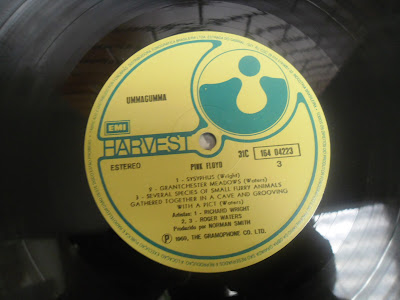 UMMAGUMMA
EMI
HARVEST
ESTEREO
PINK FLOYD
31C 164 04223
3
1 - SYSYPHUS (Wright)
2 - GRANTCHESTER MEADOWS (Waters)
3 - SEVERAL SPECIES OF SMALL FURRY ANIMALS
GATHERED TOGETHER IN A CAVE AND GROOVING
WITH A PICT (Waters)
Artistas: 1 - RICHARD WRIGHT
2, 3 - ROGER WATERS
Producido por NORMAN SMITH
℗ 1969, THE GRAMOPHONE CO. LTD.